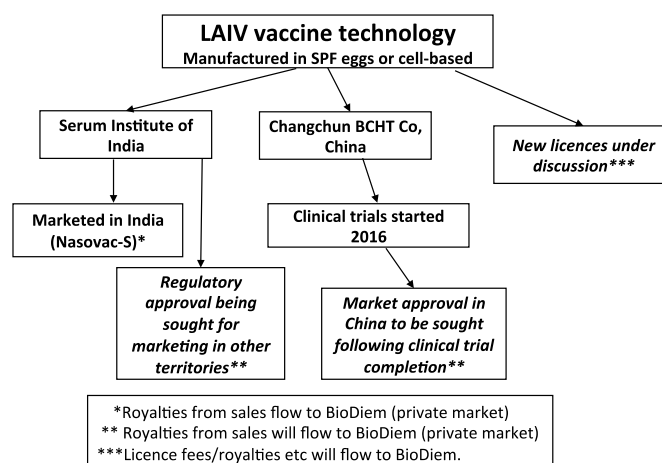 LAIV vaccine technology
Manufactured in SPF eggs or cell-based
Serum Institute of
India
Changchun BCHT Co,
China
New licences under
discussion***
Marketed in India
(Nasovac-S)*
Clinical trials started
2016
Regulatory
approval being
sought for
marketing in other
territories**
Market approval in
China to be sought
following clinical trial
completion**
*Royalties from sales flow to BioDiem (private market)
** Royalties from sales will flow to BioDiem (private market)
***Licence fees/royalties etc will flow to BioDiem.